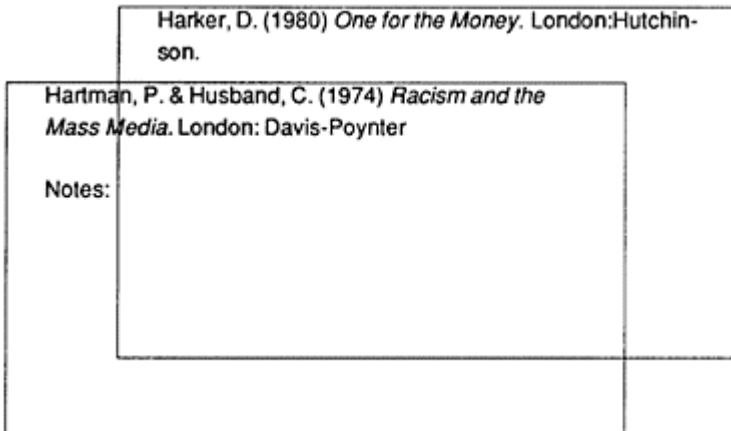 Harker, D. (1980) One for the Money. London:Hutchin-
son.
Hartman, P. & Husband, C. (1974) Racism and the
Mass Media. London: Davis-Poynter
Notes: